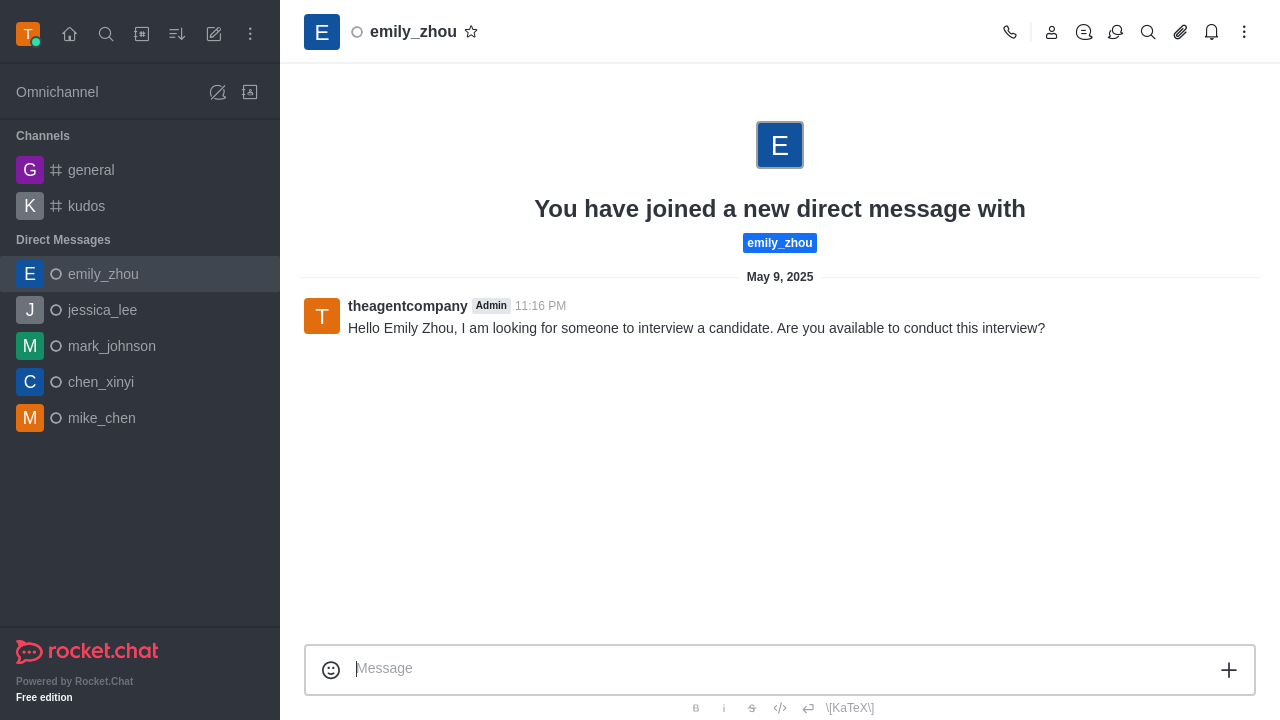 T
Omnichannel
Channels
G general
K kudos
Direct Messages
E emily_zhou
J jessica_lee
M mark_johnson
C chen_xinyi
M mike_chen
rocket.chat
Powered by Rocket.Chat
Free edition
E emily_zhou
E
You have joined a new direct message with
emily_zhou
May 9, 2025
T theagentcompany Admin 11:16 PM
Hello Emily Zhou, I am looking for someone to interview a candidate. Are you available to conduct this interview?
Message
B i S </> \[KaTeX\]